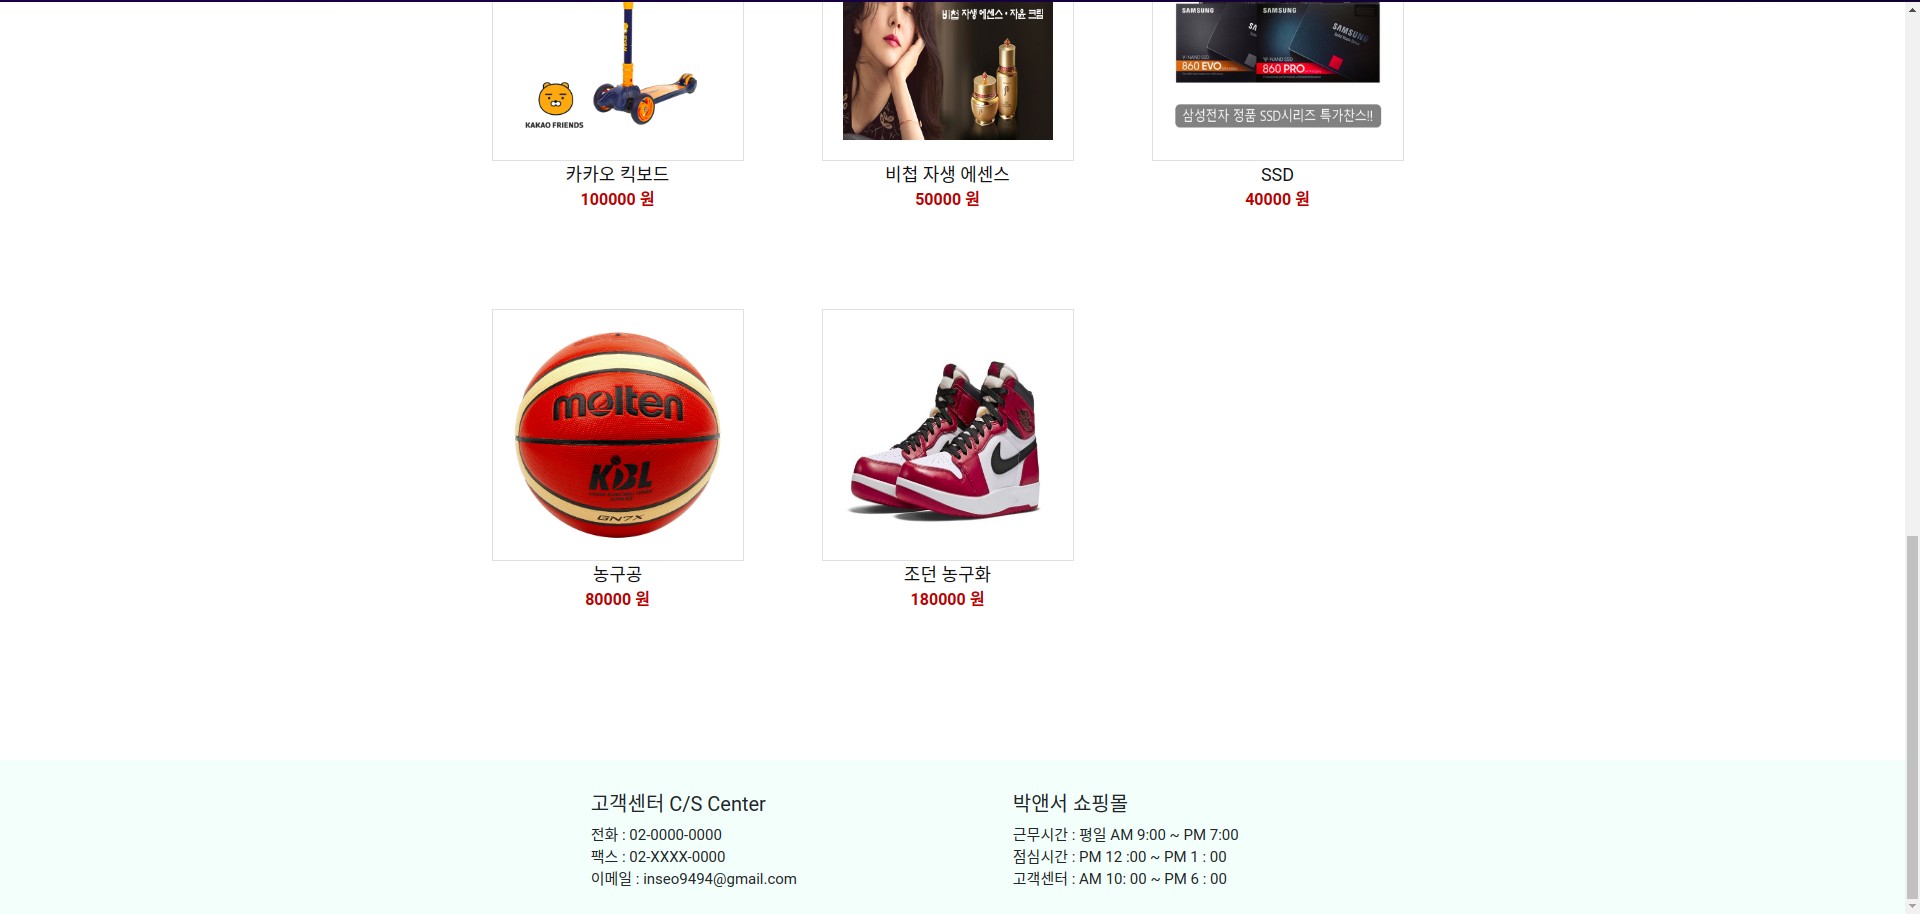 비첩 자생 에센스 · 자윤 크림
SAMSUNG
SAMSUNG
SAMSUNG
V-NAND SSD
860 EVO
V-NAND SSD
860 PRO
KAKAO FRIENDS
삼성전자 정품 SSD시리즈 특가찬스!!
카카오 킥보드
100000 원
비첩 자생 에센스
50000 원
SSD
40000 원
molten
KBL
GN7X
농구공
80000 원
조던 농구화
180000 원
고객센터 C/S Center
전화 : 02-0000-0000
팩스 : 02-XXXX-0000
이메일 : inseo9494@gmail.com
박앤서 쇼핑몰
근무시간 : 평일 AM 9:00 ~ PM 7:00
점심시간 : PM 12 :00 ~ PM 1 : 00
고객센터 : AM 10: 00 ~ PM 6 : 00